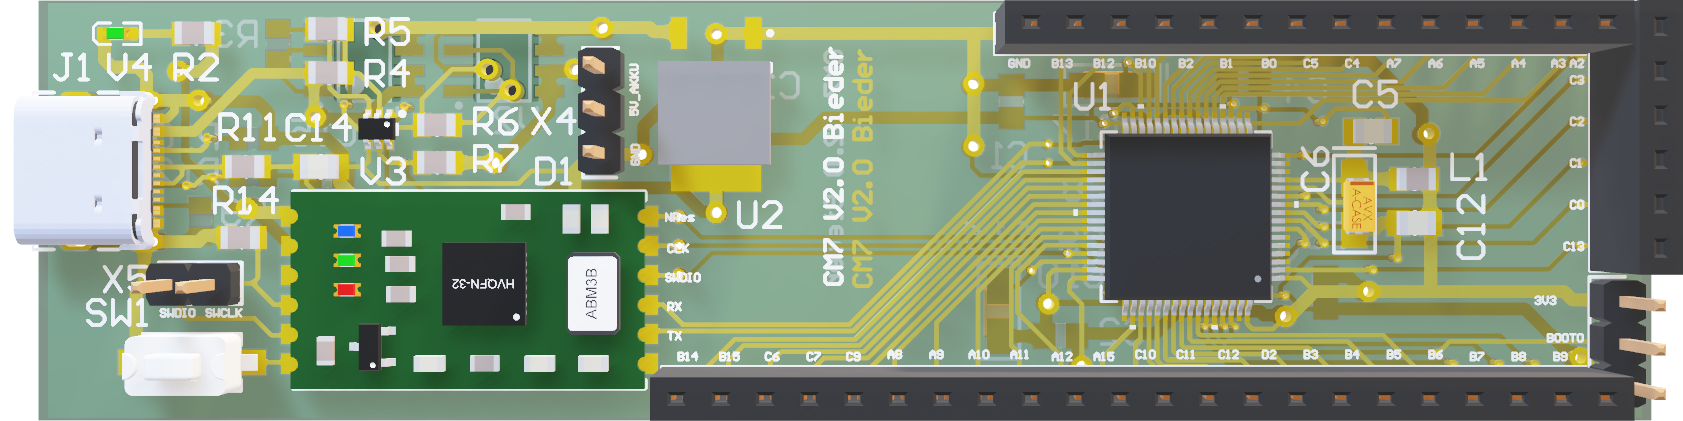 R3
R5
J1
V4
R2
R4
5V_AKKU
GND
R11
C14
R6
X4
R7
V3
D1
R14
X5
SWDIO SWCLK
SW1
HVQFN-32
ABM3B
U2
NRes
CLK
SWDIO
RX
TX
CM7 V2.0 Bieder
CM7 V2.0 Bieder
GND B13 B12 B10 B2 B1 B0 C5 C4 A7 A6 A5 A4 A3 A2
U1
C5
C3
C2
C1
C0
C13
C6
L1
C12
AVX
A-CASE
3V3
BOOT0
B14 B15 C6 C7 C9 A8 A9 A10 A11 A12 A15 C10 C11 C12 D2 B3 B4 B5 B6 B7 B8 B9